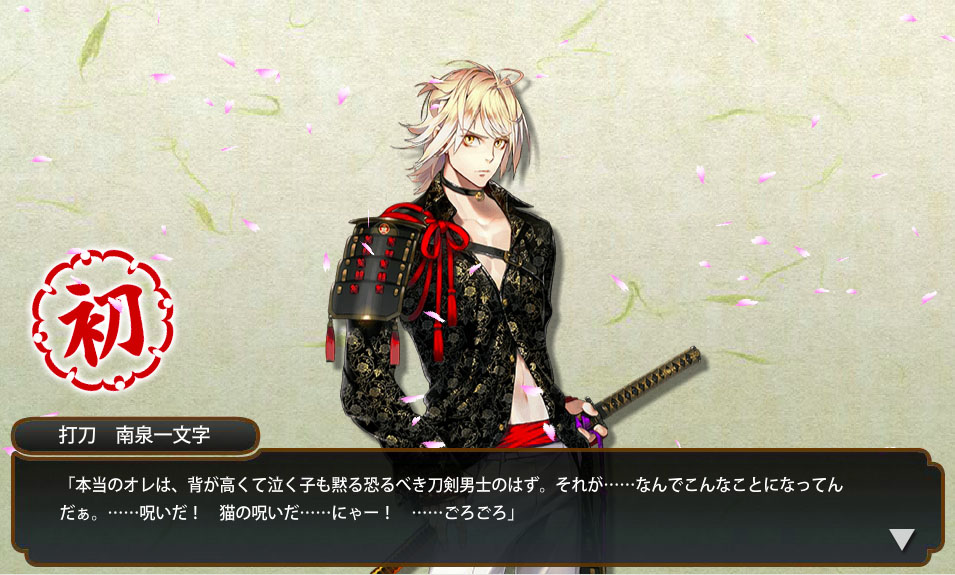 初
打刀　南泉一文字
「本当のオレは、背が高くて泣く子も黙る恐るべき刀剣男士のはず。それが……なんでこんなことになってん
だぁ。……呪いだ！　猫の呪いだ……にゃー！　……ごろごろ」